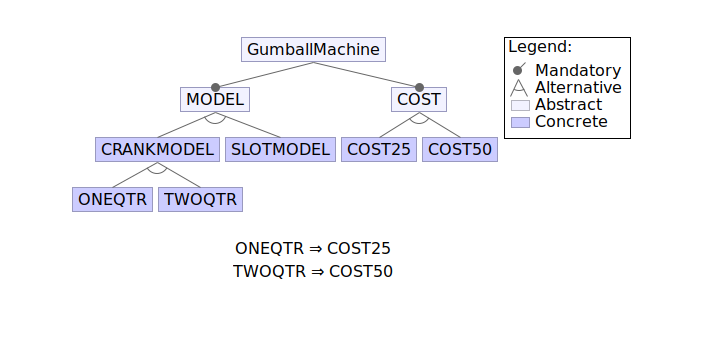 GumballMachine
Legend:
Mandatory
Alternative
Abstract
Concrete
MODEL
COST
CRANKMODEL
SLOTMODEL
COST25
COST50
ONEQTR
TWOQTR
ONEQTR ⇒ COST25
TWOQTR ⇒ COST50